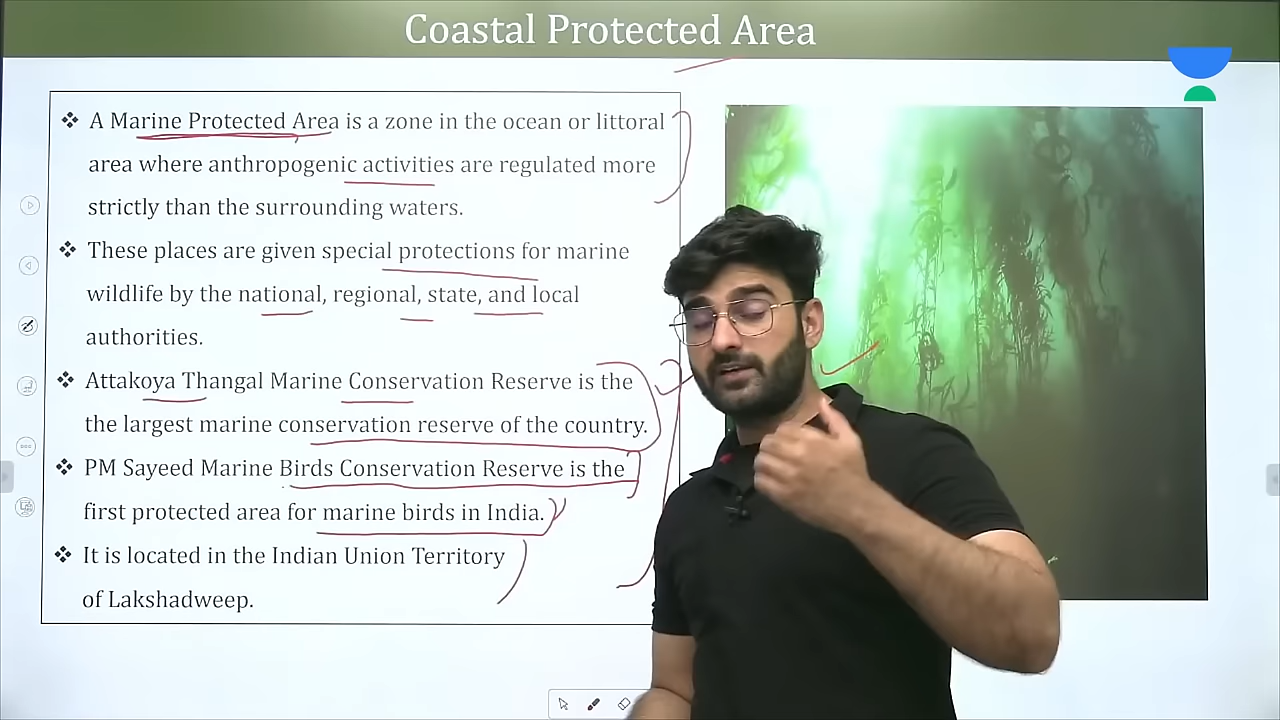 Coastal Protected Area
❖ A Marine Protected Area is a zone in the ocean or littoral
area where anthropogenic activities are regulated more
strictly than the surrounding waters.
❖ These places are given special protections for marine
wildlife by the national, regional, state, and local
authorities.
❖ Attakoya Thangal Marine Conservation Reserve is the
the largest marine conservation reserve of the country.
❖ PM Sayeed Marine Birds Conservation Reserve is the
first protected area for marine birds in India.
❖ It is located in the Indian Union Territory
of Lakshadweep.